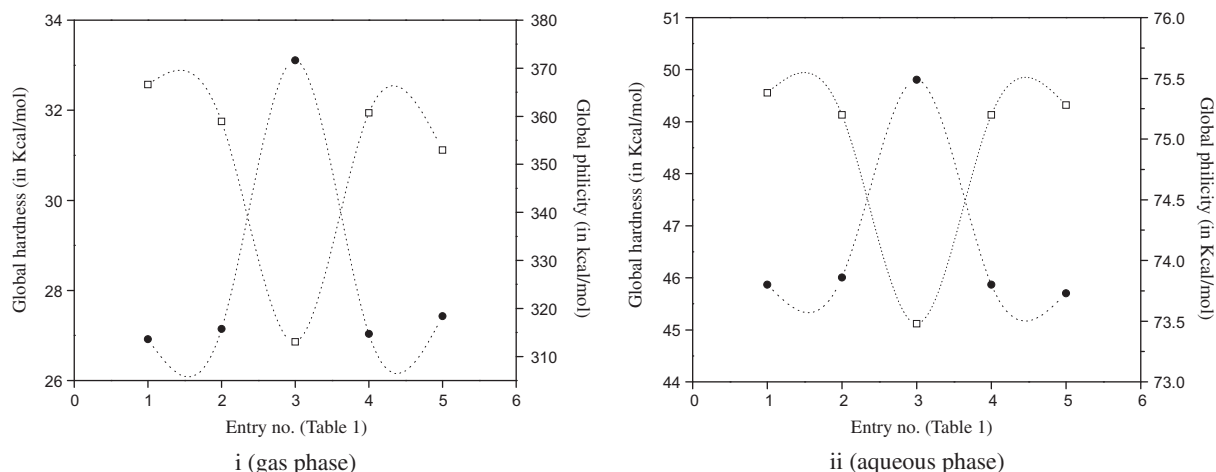 34
32
30
28
26
Global hardness (in Kcal/mol)
380
370
360
350
340
330
320
310
Global philicity (in kcal/mol)
0 1 2 3 4 5 6
Entry no. (Table 1)
i (gas phase)
51
50
49
48
47
46
45
44
Global hardness (in Kcal/mol)
76.0
75.5
75.0
74.5
74.0
73.5
73.0
Global philicity (in Kcal/mol)
0 1 2 3 4 5 6
Entry no. (Table 1)
ii (aqueous phase)